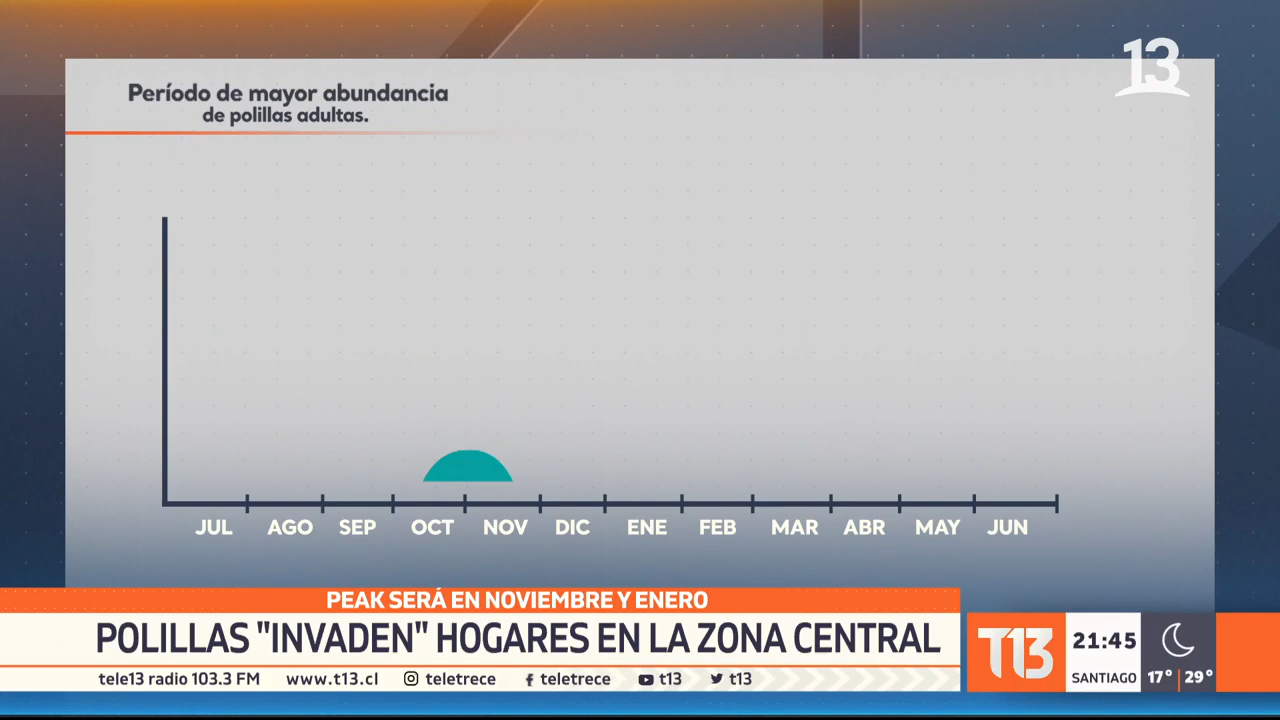 13
Período de mayor abundancia
de polillas adultas.
JUL AGO SEP OCT NOV DIC ENE FEB MAR ABR MAY JUN
PEAK SERÁ EN NOVIEMBRE Y ENERO
POLILLAS "INVADEN" HOGARES EN LA ZONA CENTRAL
tele13 radio 103.3 FM www.t13.cl teletrece teletrece t13 t13
T13
21:45
SANTIAGO
17° 29°